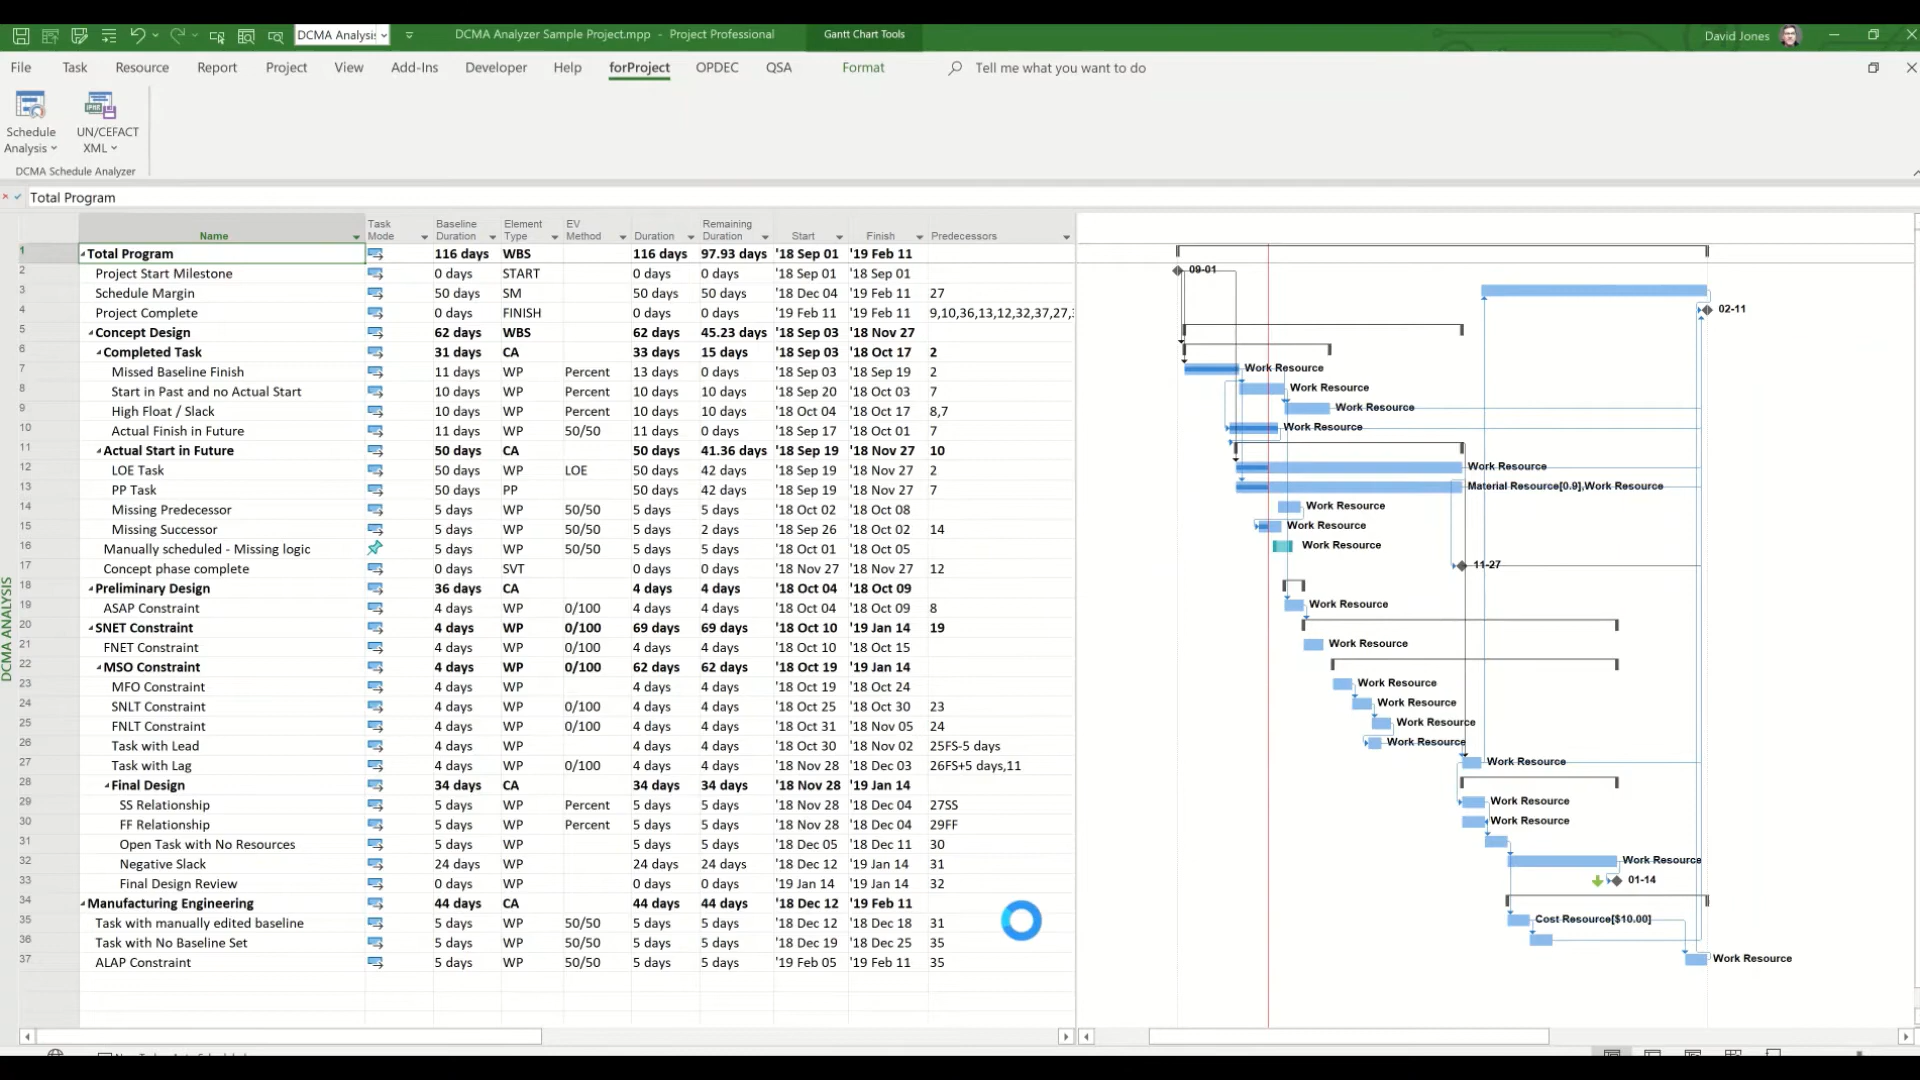 DCMA Analysis
DCMA Analyzer Sample Project.mpp - Project Professional
Gantt Chart Tools
David Jones
File Task Resource Report Project View Add-Ins Developer Help forProject OPDEC QSA Format Tell me what you want to do
Schedule Analysis
UN/CEFACT XML
DCMA Schedule Analyzer
Total Program
Name Task Mode Baseline Duration Element Type EV Method Duration Remaining Duration Start Finish Predecessors
1 Total Program 116 days WBS 116 days 97.93 days '18 Sep 01 '19 Feb 11
2 Project Start Milestone 0 days START 0 days 0 days '18 Sep 01 '18 Sep 01 09-01
3 Schedule Margin 50 days SM 50 days 50 days '18 Dec 04 '19 Feb 11 27
4 Project Complete 0 days FINISH 0 days 0 days '19 Feb 11 '19 Feb 11 9,10,36,13,12,32,37,27, 02-11
5 Concept Design 62 days WBS 62 days 45.23 days '18 Sep 03 '18 Nov 27
6 Completed Task 31 days CA 33 days 15 days '18 Sep 03 '18 Oct 17 2
7 Missed Baseline Finish 11 days WP Percent 13 days 0 days '18 Sep 03 '18 Sep 19 2 Work Resource
8 Start in Past and no Actual Start 10 days WP Percent 10 days 10 days '18 Sep 20 '18 Oct 03 7 Work Resource
9 High Float / Slack 10 days WP Percent 10 days 10 days '18 Oct 04 '18 Oct 17 8,7 Work Resource
10 Actual Finish in Future 11 days WP 50/50 11 days 0 days '18 Sep 17 '18 Oct 01 7 Work Resource
11 Actual Start in Future 50 days CA 50 days 41.36 days '18 Sep 19 '18 Nov 27 10
12 LOE Task 50 days WP LOE 50 days 42 days '18 Sep 19 '18 Nov 27 2 Work Resource
13 PP Task 50 days PP 50 days 42 days '18 Sep 19 '18 Nov 27 7 Material Resource[0.9],Work Resource
14 Missing Predecessor 5 days WP 50/50 5 days 5 days '18 Oct 02 '18 Oct 08 Work Resource
15 Missing Successor 5 days WP 50/50 5 days 2 days '18 Sep 26 '18 Oct 02 14 Work Resource
16 Manually scheduled - Missing logic 5 days WP 50/50 5 days 5 days '18 Oct 01 '18 Oct 05 Work Resource
17 Concept phase complete 0 days SVT 0 days 0 days '18 Nov 27 '18 Nov 27 12 11-27
18 Preliminary Design 36 days CA 4 days 4 days '18 Oct 04 '18 Oct 09
19 ASAP Constraint 4 days WP 0/100 4 days 4 days '18 Oct 04 '18 Oct 09 8 Work Resource
20 SNET Constraint 4 days WP 0/100 69 days 69 days '18 Oct 10 '19 Jan 14 19
21 FNET Constraint 4 days WP 0/100 4 days 4 days '18 Oct 10 '18 Oct 15 Work Resource
22 MSO Constraint 4 days WP 0/100 62 days 62 days '18 Oct 19 '19 Jan 14
23 MFO Constraint 4 days WP 4 days 4 days '18 Oct 19 '18 Oct 24 Work Resource
24 SNLT Constraint 4 days WP 0/100 4 days 4 days '18 Oct 25 '18 Oct 30 23 Work Resource
25 FNLT Constraint 4 days WP 0/100 4 days 4 days '18 Oct 31 '18 Nov 05 24 Work Resource
26 Task with Lead 4 days WP 4 days 4 days '18 Oct 30 '18 Nov 02 25FS-5 days Work Resource
27 Task with Lag 4 days WP 0/100 4 days 4 days '18 Nov 28 '18 Dec 03 26FS+5 days,11 Work Resource
28 Final Design 34 days CA 34 days 34 days '18 Nov 28 '19 Jan 14
29 SS Relationship 5 days WP Percent 5 days 5 days '18 Nov 28 '18 Dec 04 27SS Work Resource
30 FF Relationship 5 days WP Percent 5 days 5 days '18 Nov 28 '18 Dec 04 29FF Work Resource
31 Open Task with No Resources 5 days WP 5 days 5 days '18 Dec 05 '18 Dec 11 30
32 Negative Slack 24 days WP 24 days 24 days '18 Dec 12 '19 Jan 14 31 Work Resource
33 Final Design Review 0 days WP 0 days 0 days '19 Jan 14 '19 Jan 14 32 01-14
34 Manufacturing Engineering 44 days CA 44 days 44 days '18 Dec 12 '19 Feb 11
35 Task with manually edited baseline 5 days WP 50/50 5 days 5 days '18 Dec 12 '18 Dec 18 31 Cost Resource[$10.00]
36 Task with No Baseline Set 5 days WP 50/50 5 days 5 days '18 Dec 19 '18 Dec 25 35
37 ALAP Constraint 5 days WP 50/50 5 days 5 days '19 Feb 05 '19 Feb 11 35 Work Resource
DCMA ANALYSIS